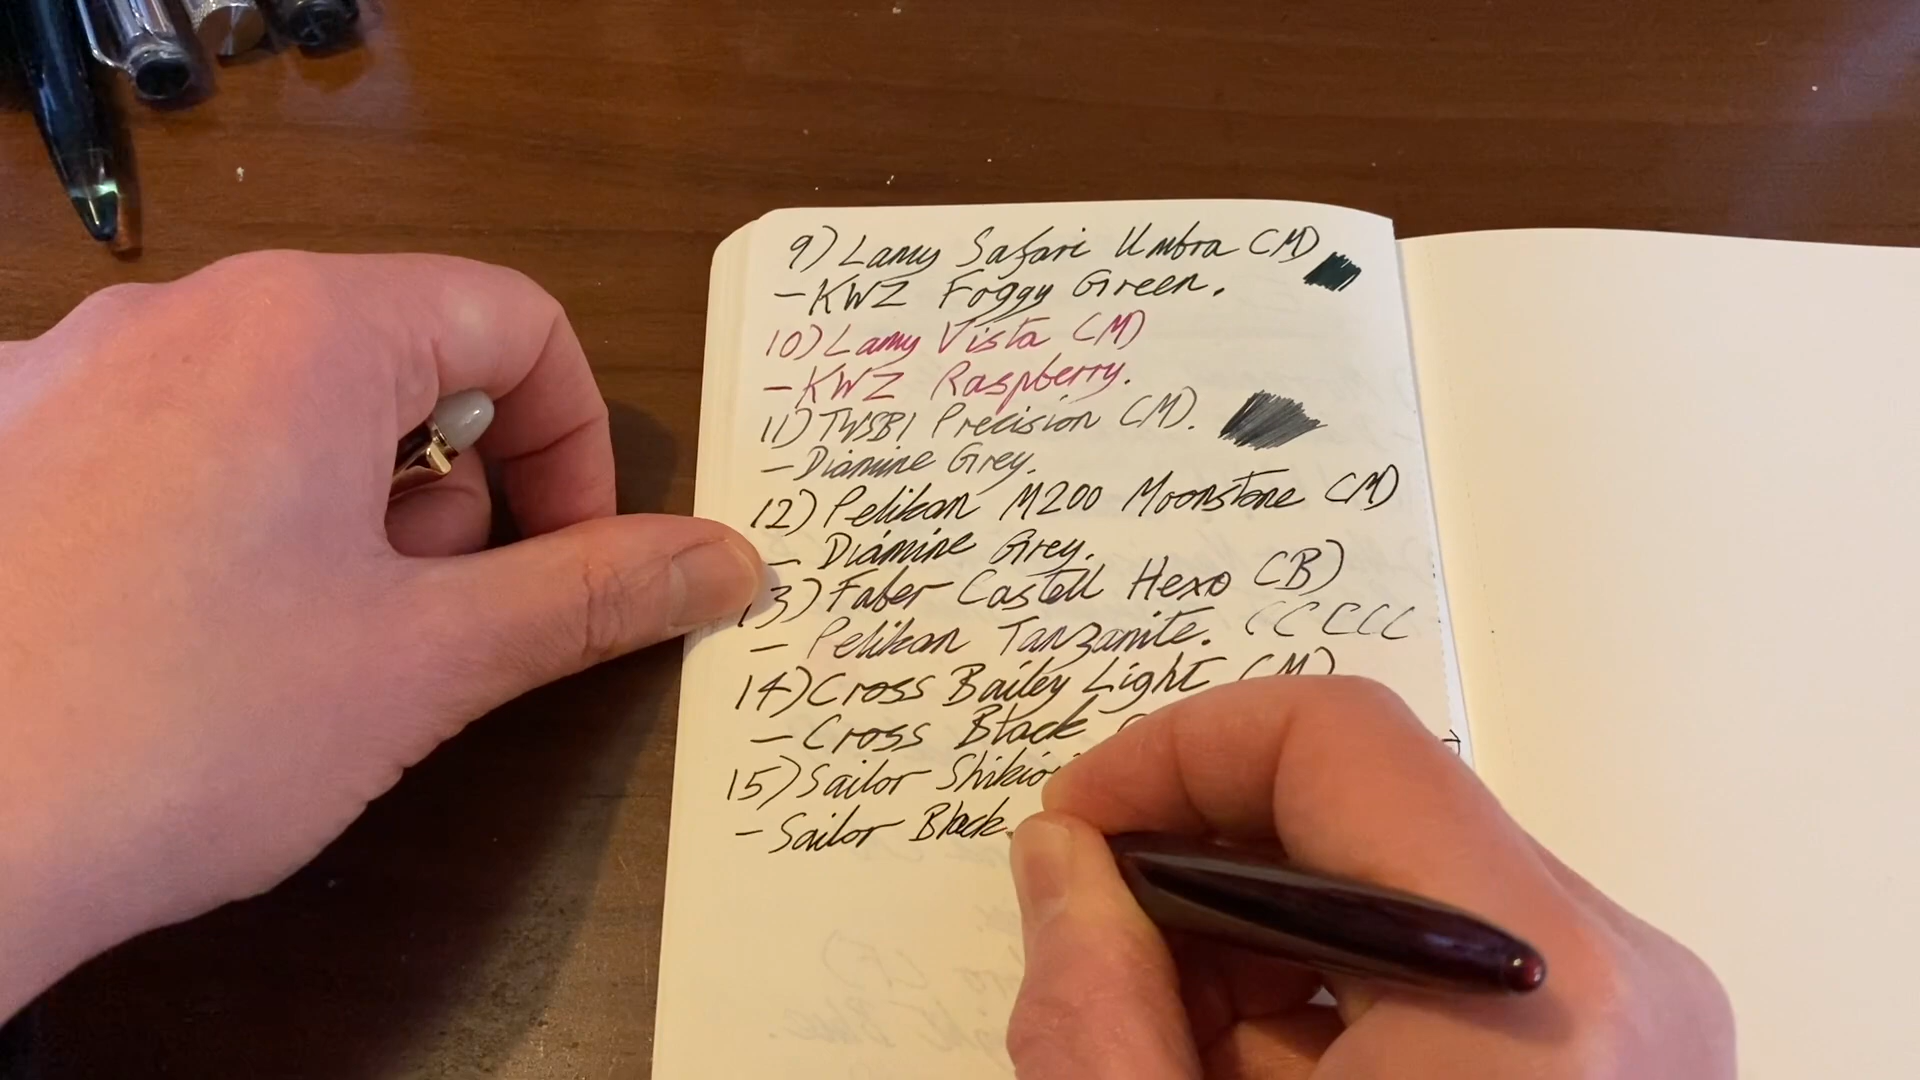 9) Lamy Safari Umbra (M)
- KWZ Foggy Green.
10) Lamy Vista (M)
- KWZ Raspberry.
11) TWSBI Precision (M).
- Diamine Grey.
12) Pelikan M200 Moonstone (M)
- Diamine Grey.
13) Faber Castell Hexo (B)
- Pelikan Tanzanite. CCCCC
14) Cross Bailey Light (M)
- Cross Black
15) Sailor
- Sailor Black